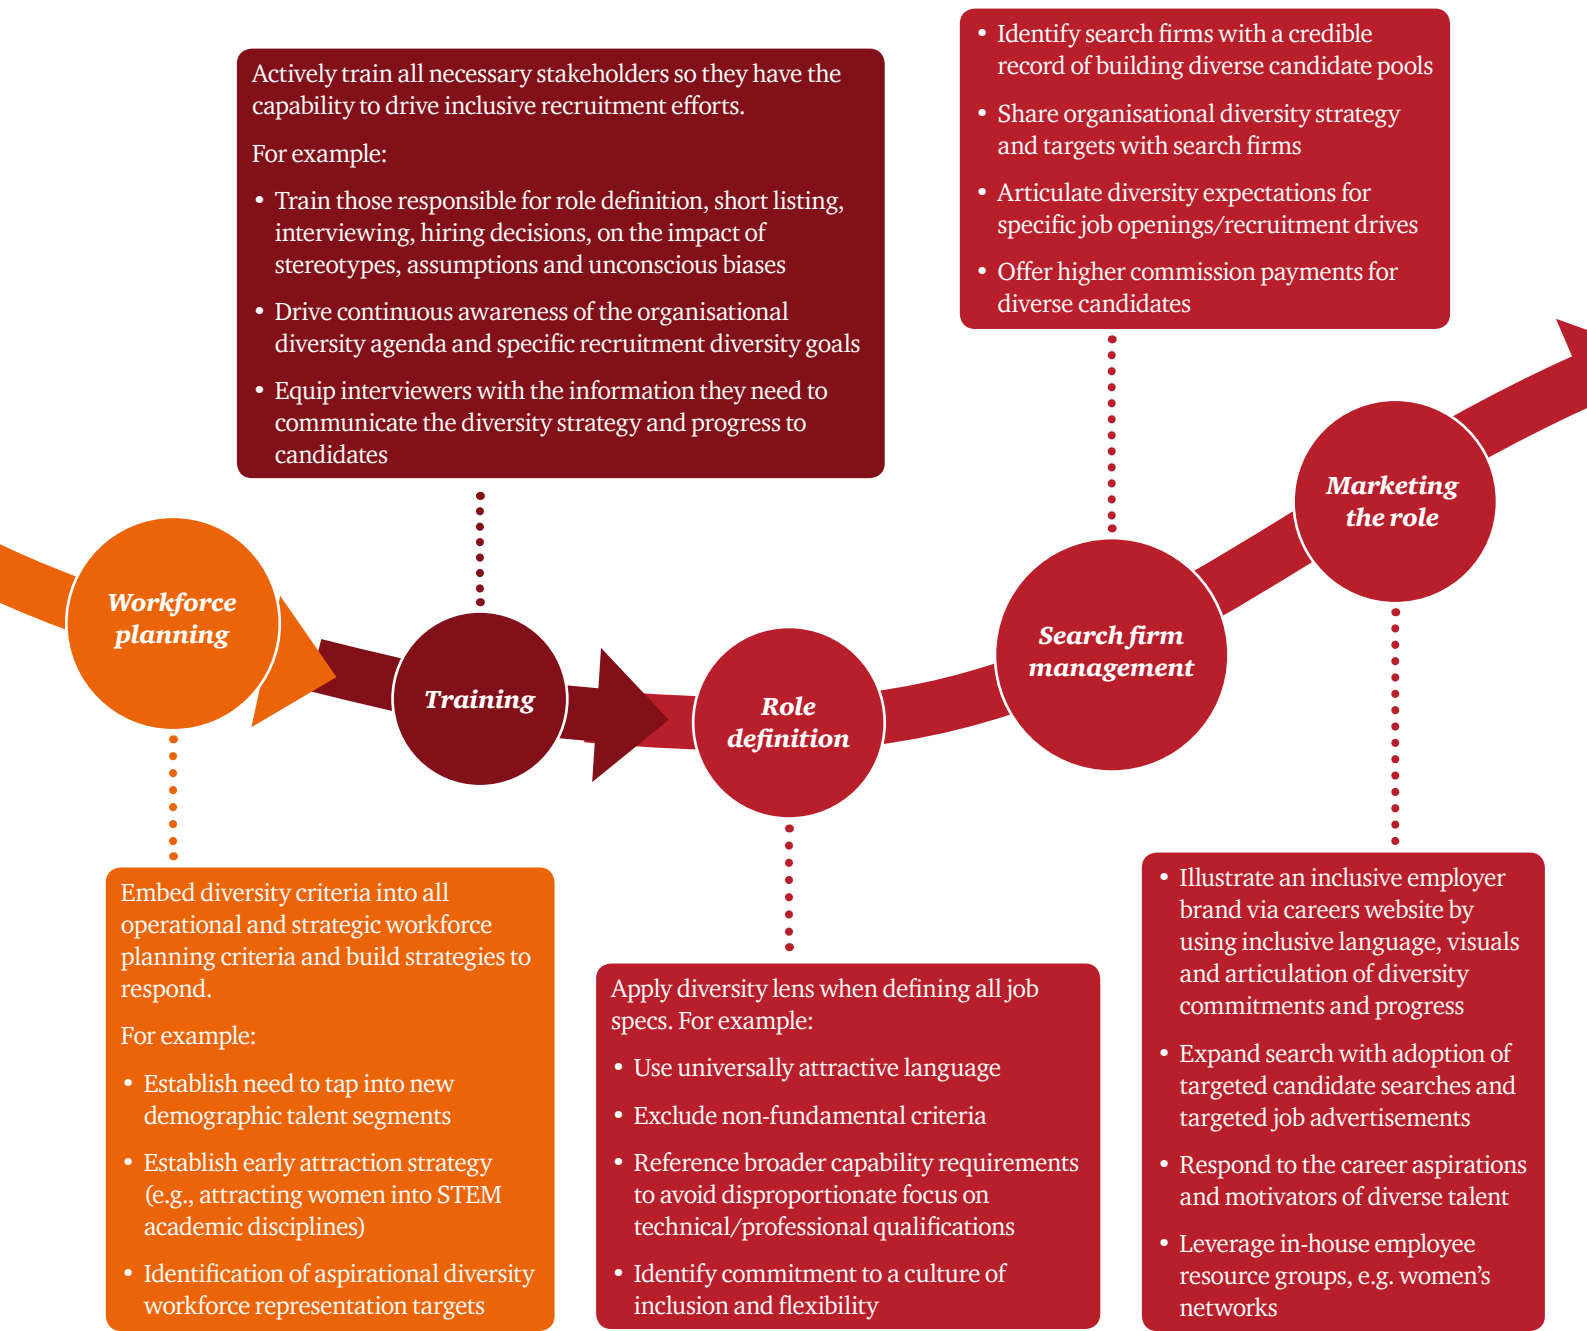 Actively train all necessary stakeholders so they have the
capability to drive inclusive recruitment efforts.
For example:
• Train those responsible for role definition, short listing,
interviewing, hiring decisions, on the impact of
stereotypes, assumptions and unconscious biases
• Drive continuous awareness of the organisational
diversity agenda and specific recruitment diversity goals
• Equip interviewers with the information they need to
communicate the diversity strategy and progress to
candidates
• Identify search firms with a credible
record of building diverse candidate pools
• Share organisational diversity strategy
and targets with search firms
• Articulate diversity expectations for
specific job openings/recruitment drives
• Offer higher commission payments for
diverse candidates
Workforce
planning
Training
Role
definition
Search firm
management
Marketing
the role
Embed diversity criteria into all
operational and strategic workforce
planning criteria and build strategies to
respond.
For example:
• Establish need to tap into new
demographic talent segments
• Establish early attraction strategy
(e.g., attracting women into STEM
academic disciplines)
• Identification of aspirational diversity
workforce representation targets
Apply diversity lens when defining all job
specs. For example:
• Use universally attractive language
• Exclude non-fundamental criteria
• Reference broader capability requirements
to avoid disproportionate focus on
technical/professional qualifications
• Identify commitment to a culture of
inclusion and flexibility
• Illustrate an inclusive employer
brand via careers website by
using inclusive language, visuals
and articulation of diversity
commitments and progress
• Expand search with adoption of
targeted candidate searches and
targeted job advertisements
• Respond to the career aspirations
and motivators of diverse talent
• Leverage in-house employee
resource groups, e.g. women’s
networks